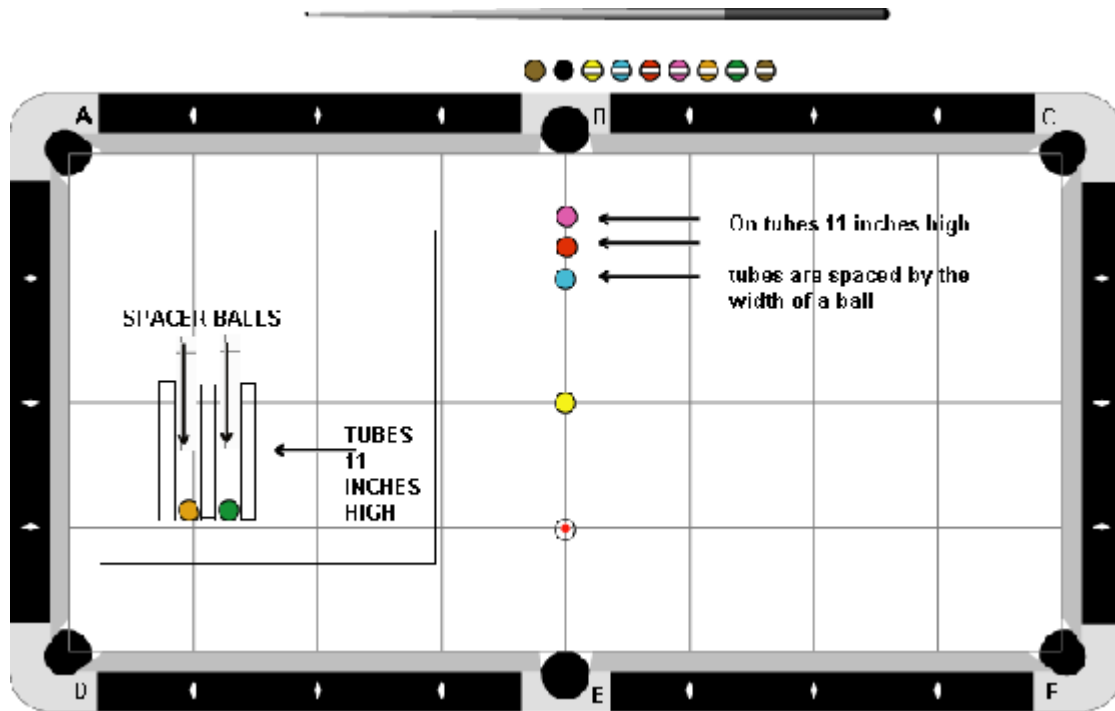 A
C
On tubes 11 inches high
tubes are spaced by the
width of a ball
SPACER BALLS
TUBES
11
INCHES
HIGH
D
E
F